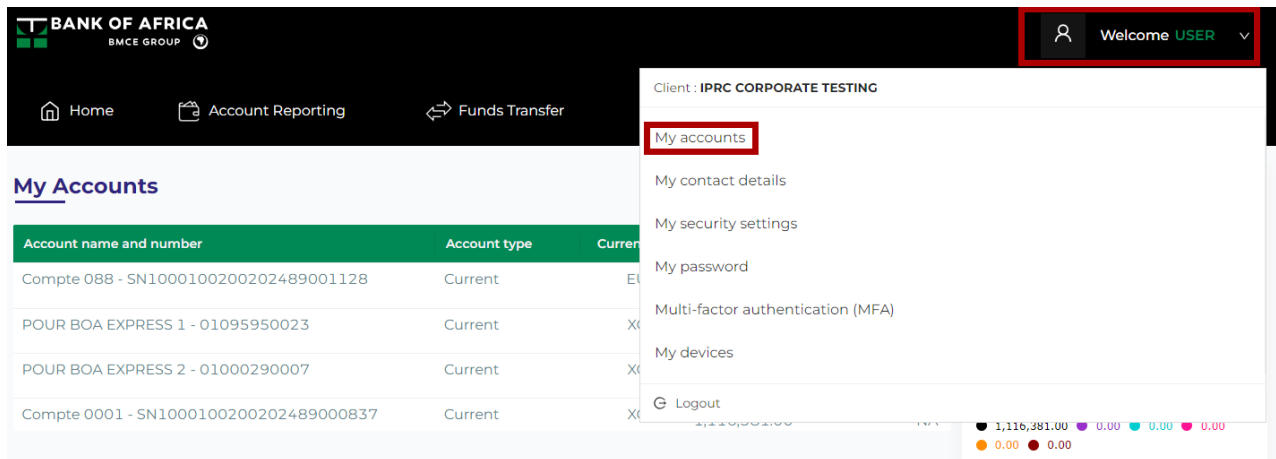 BANK OF AFRICA
BMCE GROUP
Welcome USER
Client : IPRC CORPORATE TESTING
Home
Account Reporting
Funds Transfer
My accounts
My contact details
My security settings
My password
Multi-factor authentication (MFA)
My devices
Logout
My Accounts
Account name and number Account type Curren
Compte 088 - SN1000100200202489001128 Current
POUR BOA EXPRESS 1 - 01095950023 Current
POUR BOA EXPRESS 2 - 01000290007 Current
Compte 0001 - SN1000100200202489000837 Current
1,116,381.00 0.00 0.00 0.00
0.00 0.00